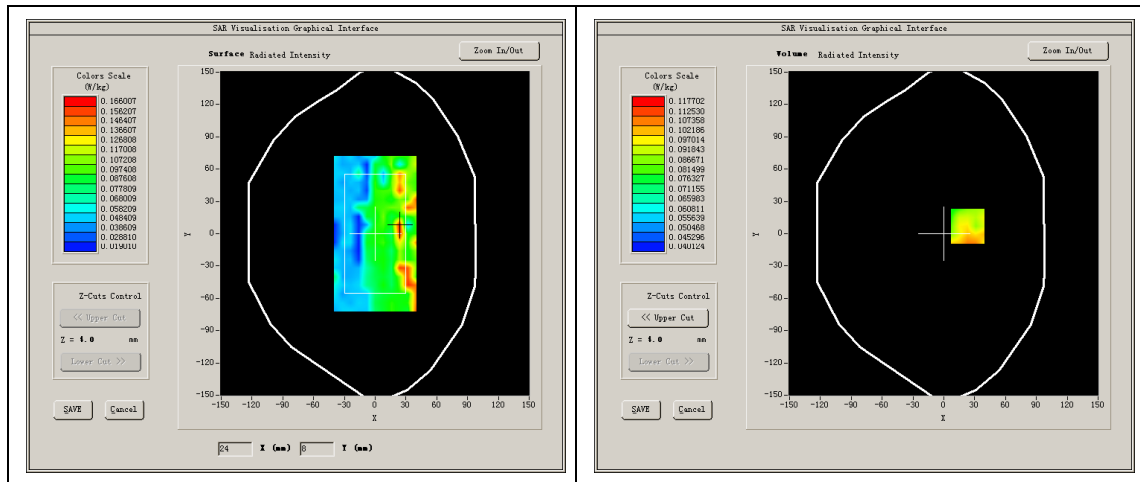 SAR Visualisation Graphical Interface
Surface Radiated Intensity
Zoom In/Out
Colors Scale
(W/kg)
0.166007
0.156207
0.146407
0.136607
0.126808
0.117008
0.107208
0.097408
0.087608
0.077809
0.068009
0.058209
0.048409
0.038609
0.028810
0.019010
150
120
90
60
30
0
-30
-60
-90
-120
-150
Y
-150 -120 -90 -60 -30 0 30 60 90 120 150
X
Z-Cuts Control
<< Upper Cut
Z = 4.0 mm
Lower Cut >>
SAVE Cancel
24 X (mm) 8 Y (mm)
SAR Visualisation Graphical Interface
Volume Radiated Intensity
Zoom In/Out
Colors Scale
(W/kg)
0.117702
0.112530
0.107358
0.102186
0.097014
0.091843
0.086671
0.081499
0.076327
0.071155
0.065983
0.060811
0.055639
0.050468
0.045296
0.040124
150
120
90
60
30
0
-30
-60
-90
-120
-150
Y
-150 -120 -90 -60 -30 0 30 60 90 120 150
X
Z-Cuts Control
<< Upper Cut
Z = 4.0 mm
Lower Cut >>
SAVE Cancel